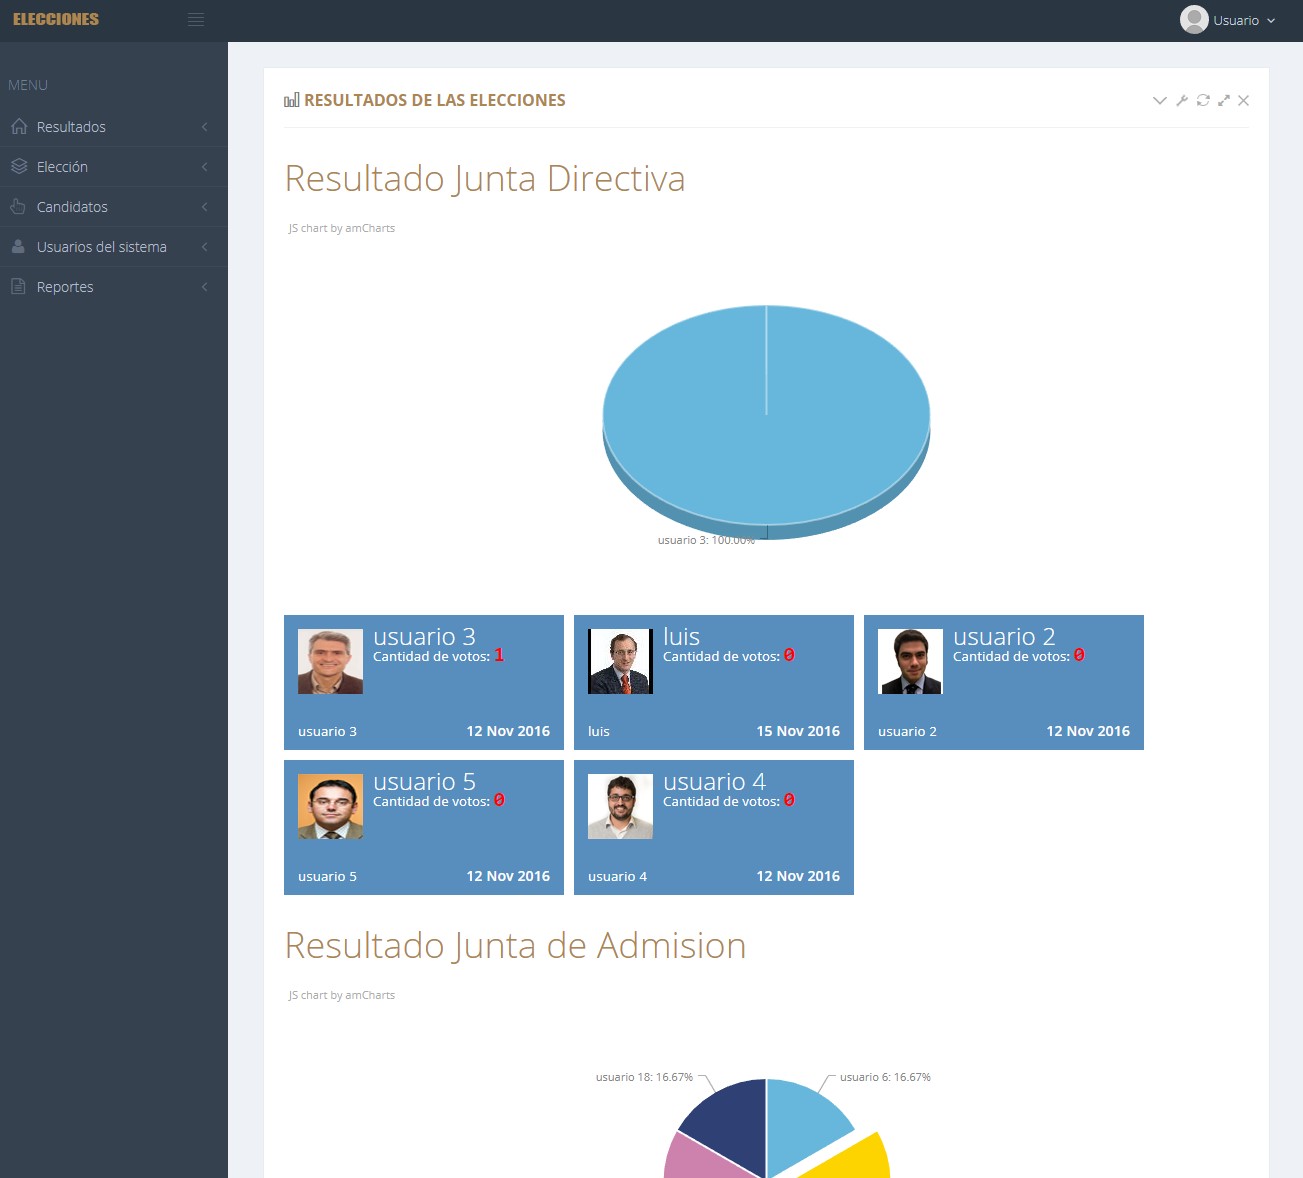 ELECCIONES
Usuario
MENU
Resultados
Elección
Candidatos
Usuarios del sistema
Reportes
RESULTADOS DE LAS ELECCIONES
Resultado Junta Directiva
JS chart by amCharts
usuario 3: 100.00%
usuario 3
Cantidad de votos: 1
usuario 3 12 Nov 2016
luis
Cantidad de votos: 0
luis 15 Nov 2016
usuario 2
Cantidad de votos: 0
usuario 2 12 Nov 2016
usuario 5
Cantidad de votos: 0
usuario 5 12 Nov 2016
usuario 4
Cantidad de votos: 0
usuario 4 12 Nov 2016
Resultado Junta de Admision
JS chart by amCharts
usuario 18: 16.67%
usuario 6: 16.67%